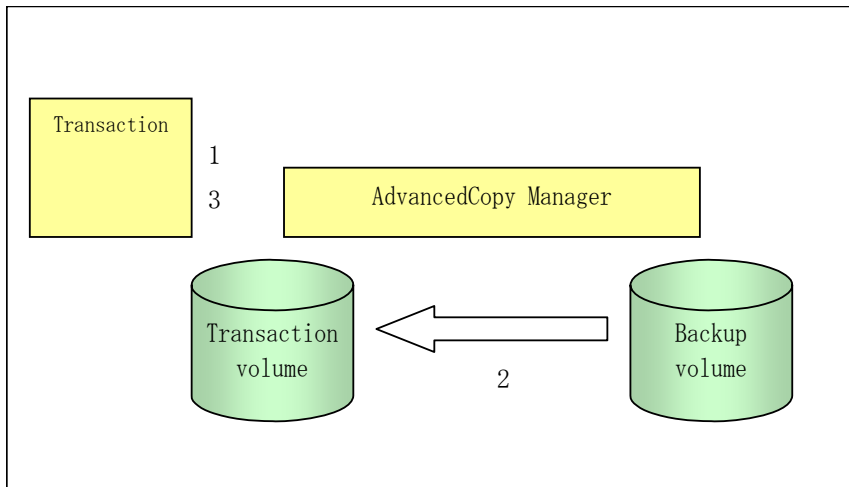 Transaction
1
3
AdvancedCopy Manager
Transaction
volume
Backup
volume
2